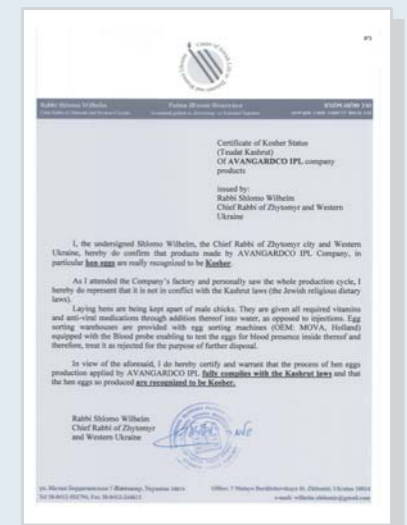 Rabbi Shlomo Wilhelm
Certificate of Kosher Status
(Teudat Kashrut)
Of AVANGARDCO IPL company
products
issued by:
Rabbi Shlomo Wilhelm
Chief Rabbi of Zhytomyr and Western
Ukraine
I, the undersigned Shlomo Wilhelm, the Chief Rabbi of Zhytomyr city and Western
Ukraine, hereby do confirm that products made by AVANGARDCO IPL Company, in
particular hen eggs are really recognized to be Kosher.
As I attended the Company's factory and personally saw the whole production cycle, I
hereby do represent that it is not in conflict with the Kashrut laws (the Jewish religious dietary
laws).
Laying hens are being kept apart of male chicks. They are given all required vitamins
and anti-viral medications through addition thereof into water, as opposed to injections. Egg
sorting warehouses are provided with egg sorting machines (OEM: MOVA, Holland)
equipped with the Blood probe enabling to test the eggs for blood presence inside thereof and
therefore, treat it as rejected for the purpose of further disposal.
In view of the aforesaid, I do hereby certify and warrant that the process of hen eggs
production applied by AVANGARDCO IPL fully complies with the Kashrut laws and that
the hen eggs so produced are recognized to be Kosher.
Rabbi Shlomo Wilhelm
Chief Rabbi of Zhytomyr
and Western Ukraine